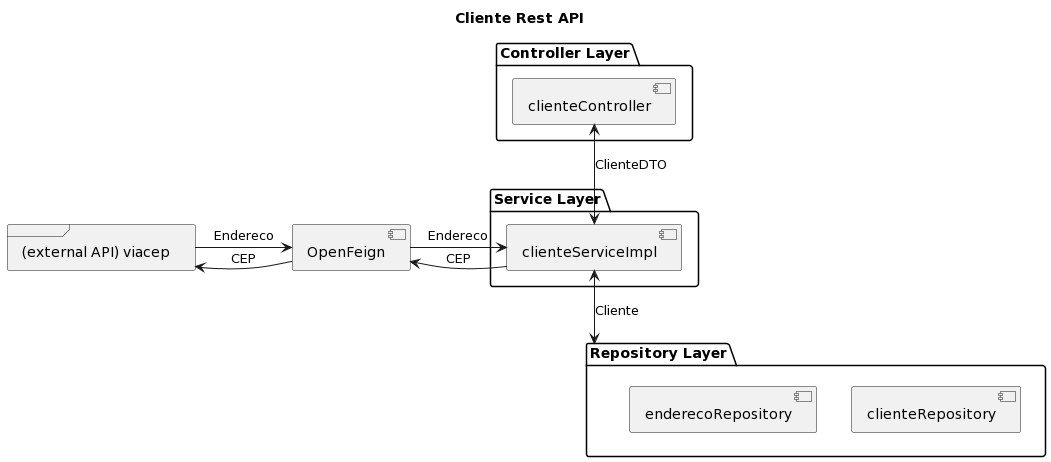 Cliente Rest API
Controller Layer
clienteController
ClienteDTO
Service Layer
(external API) viacep
Endereco
CEP
OpenFeign
Endereco
CEP
clienteServiceImpl
Cliente
Repository Layer
enderecoRepository
clienteRepository